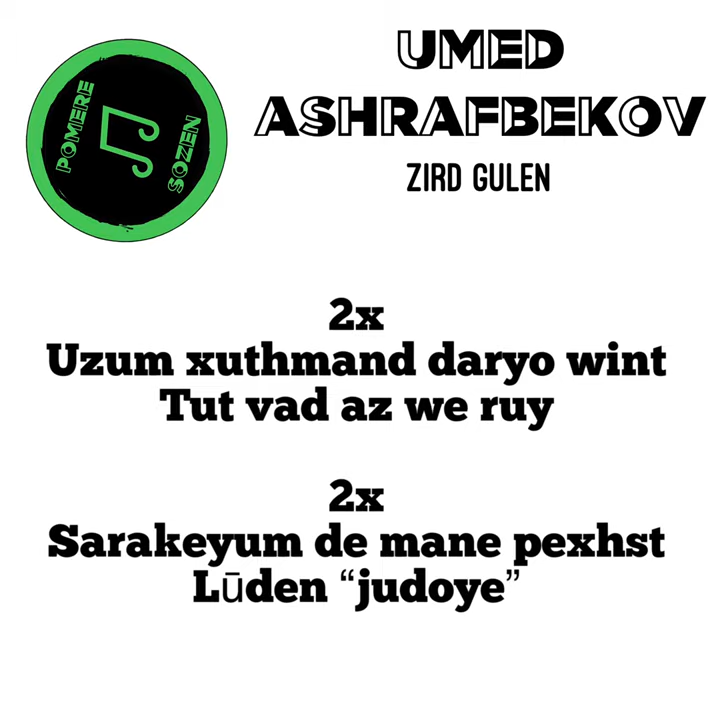 POMERE
SOZEN
UMED
ASHRAFBEKOV
ZIRD GULEN
2x
Uzum xuthmand daryo wint
Tut vad az we ruy
2x
Sarakeyum de mane pexhst
Lūden “judoye”